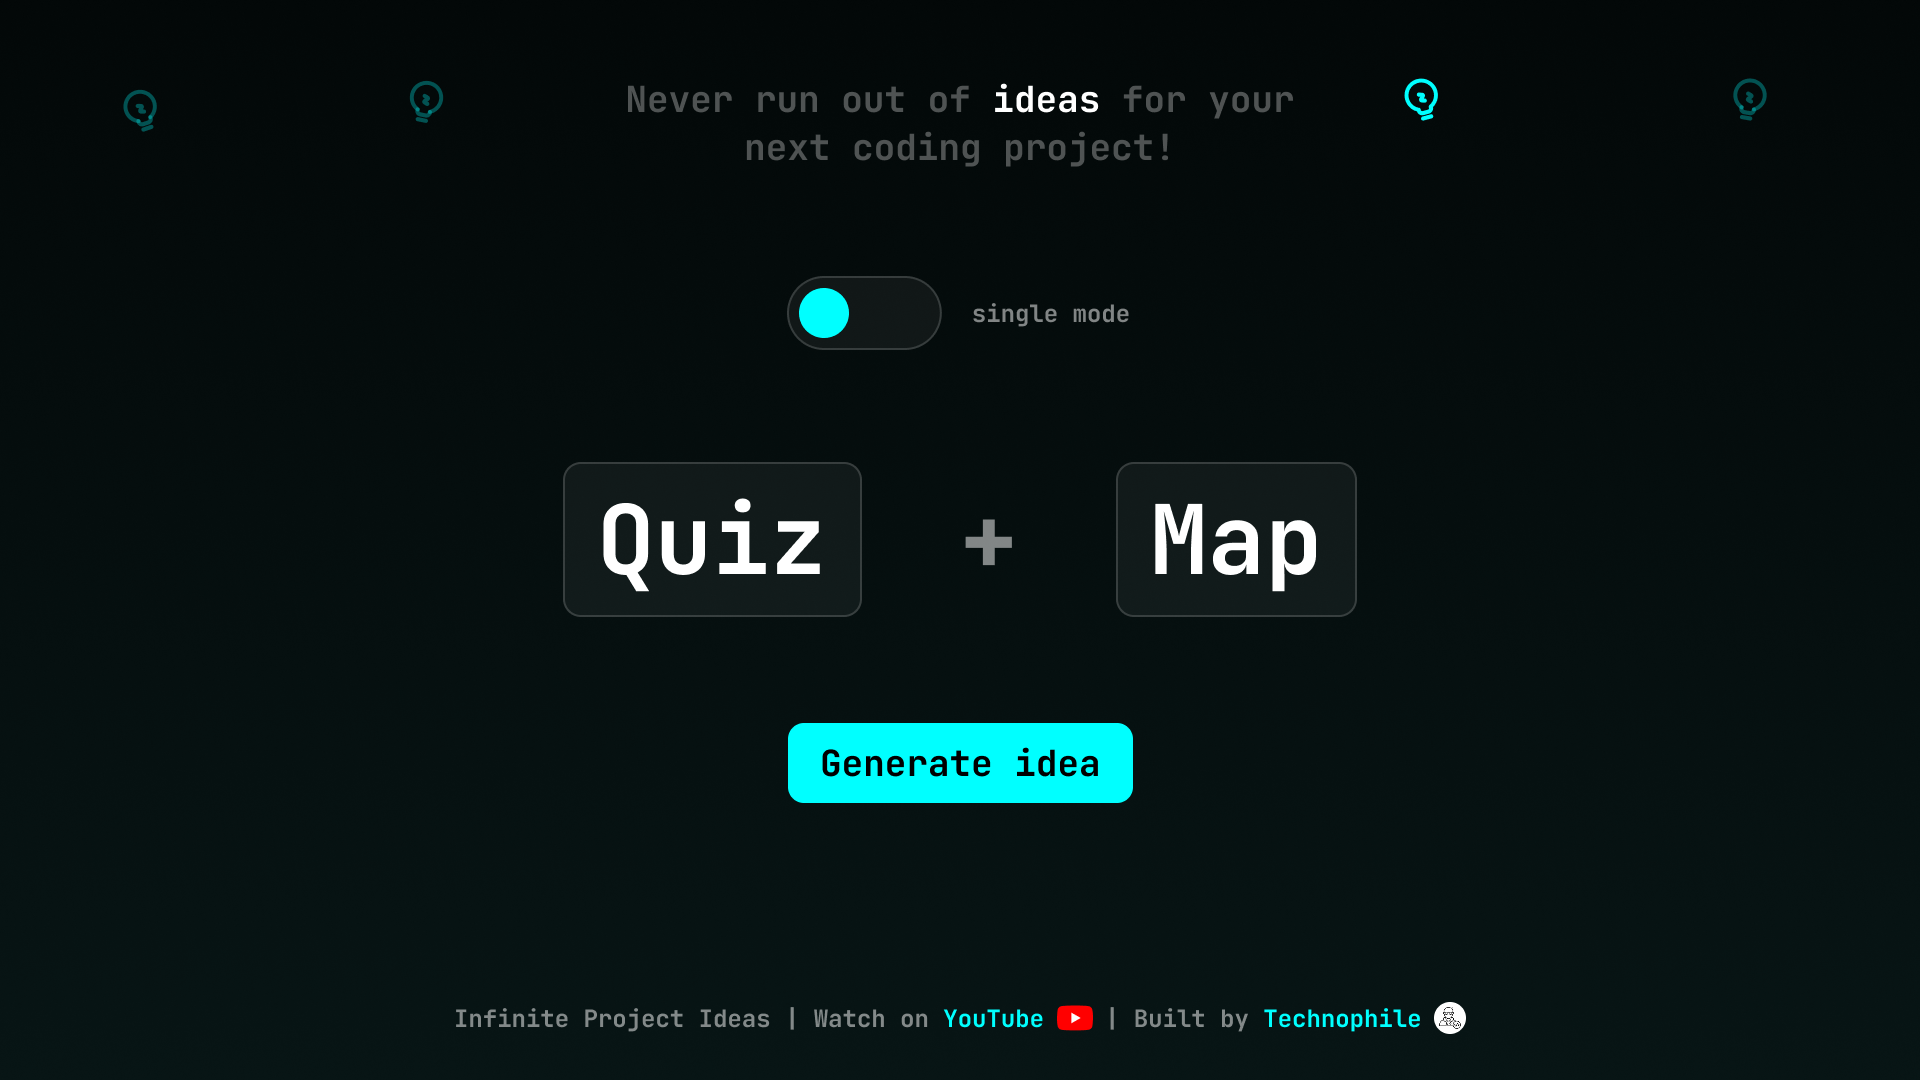 Never run out of ideas for your
next coding project!
single mode
Quiz + Map
Generate idea
Infinite Project Ideas | Watch on YouTube | Built by Technophile